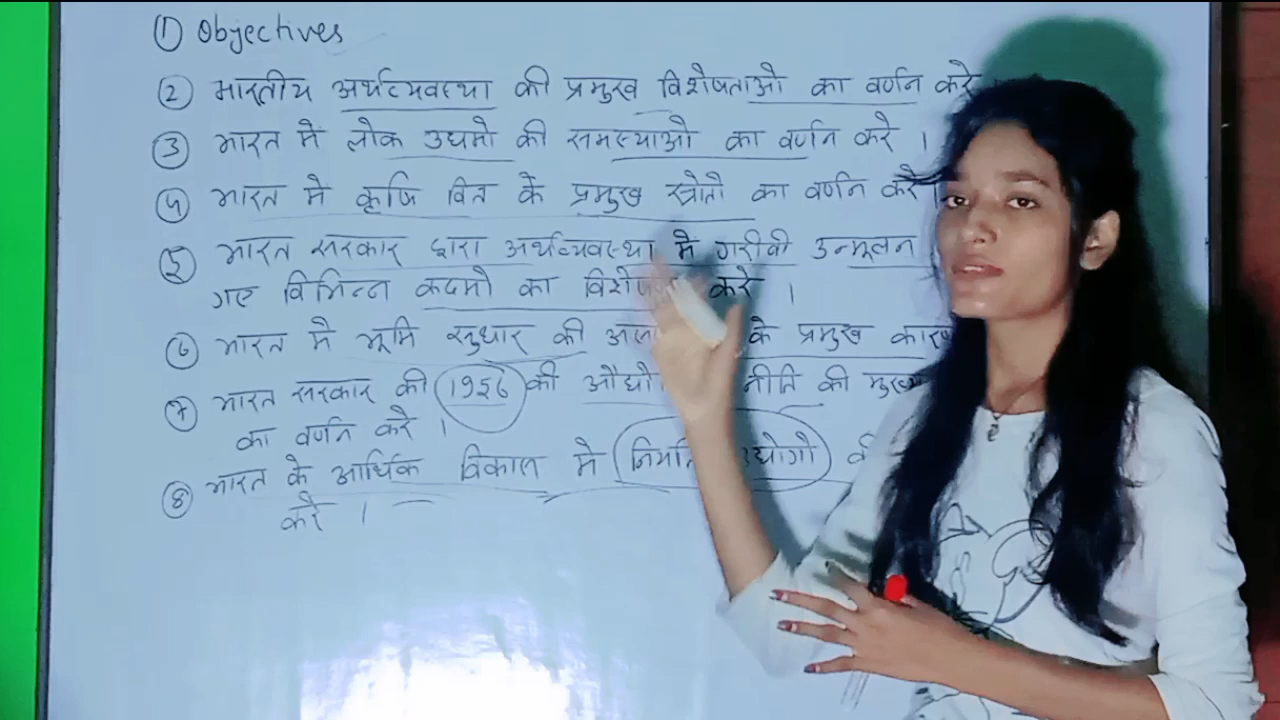 ① Objectives
② भारतीय अर्थव्यवस्था की प्रमुख विशेषताओ का वर्णन करे
③ भारत मे लोक उधमो की समस्याओ का वर्णन करे ।
④ भारत मे कृषि वित के प्रमुख स्त्रोतो का वर्णन करे ।
⑤ भारत सरकार द्वारा अर्थव्यवस्था मे गरीबी उन्मूलन
गए विभिन्न कदमो का करे ।
⑥ भारत मे भूमि सुधार की के प्रमुख
⑦ भारत सरकार की 1956 की नीति की
का वर्णन करे ।
⑧ भारत के आर्थिक विकास मे
करे ।